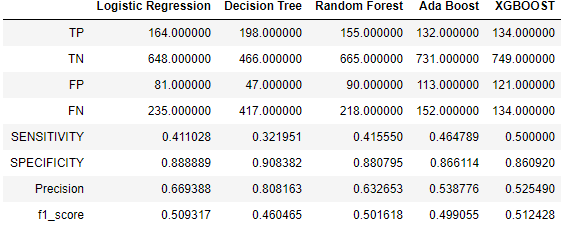 Logistic Regression Decision Tree Random Forest Ada Boost XGBOOST
TP 164.000000 198.000000 155.000000 132.000000 134.000000
TN 648.000000 466.000000 665.000000 731.000000 749.000000
FP 81.000000 47.000000 90.000000 113.000000 121.000000
FN 235.000000 417.000000 218.000000 152.000000 134.000000
SENSITIVITY 0.411028 0.321951 0.415550 0.464789 0.500000
SPECIFICITY 0.888889 0.908382 0.880795 0.866114 0.860920
Precision 0.669388 0.808163 0.632653 0.538776 0.525490
f1_score 0.509317 0.460465 0.501618 0.499055 0.512428